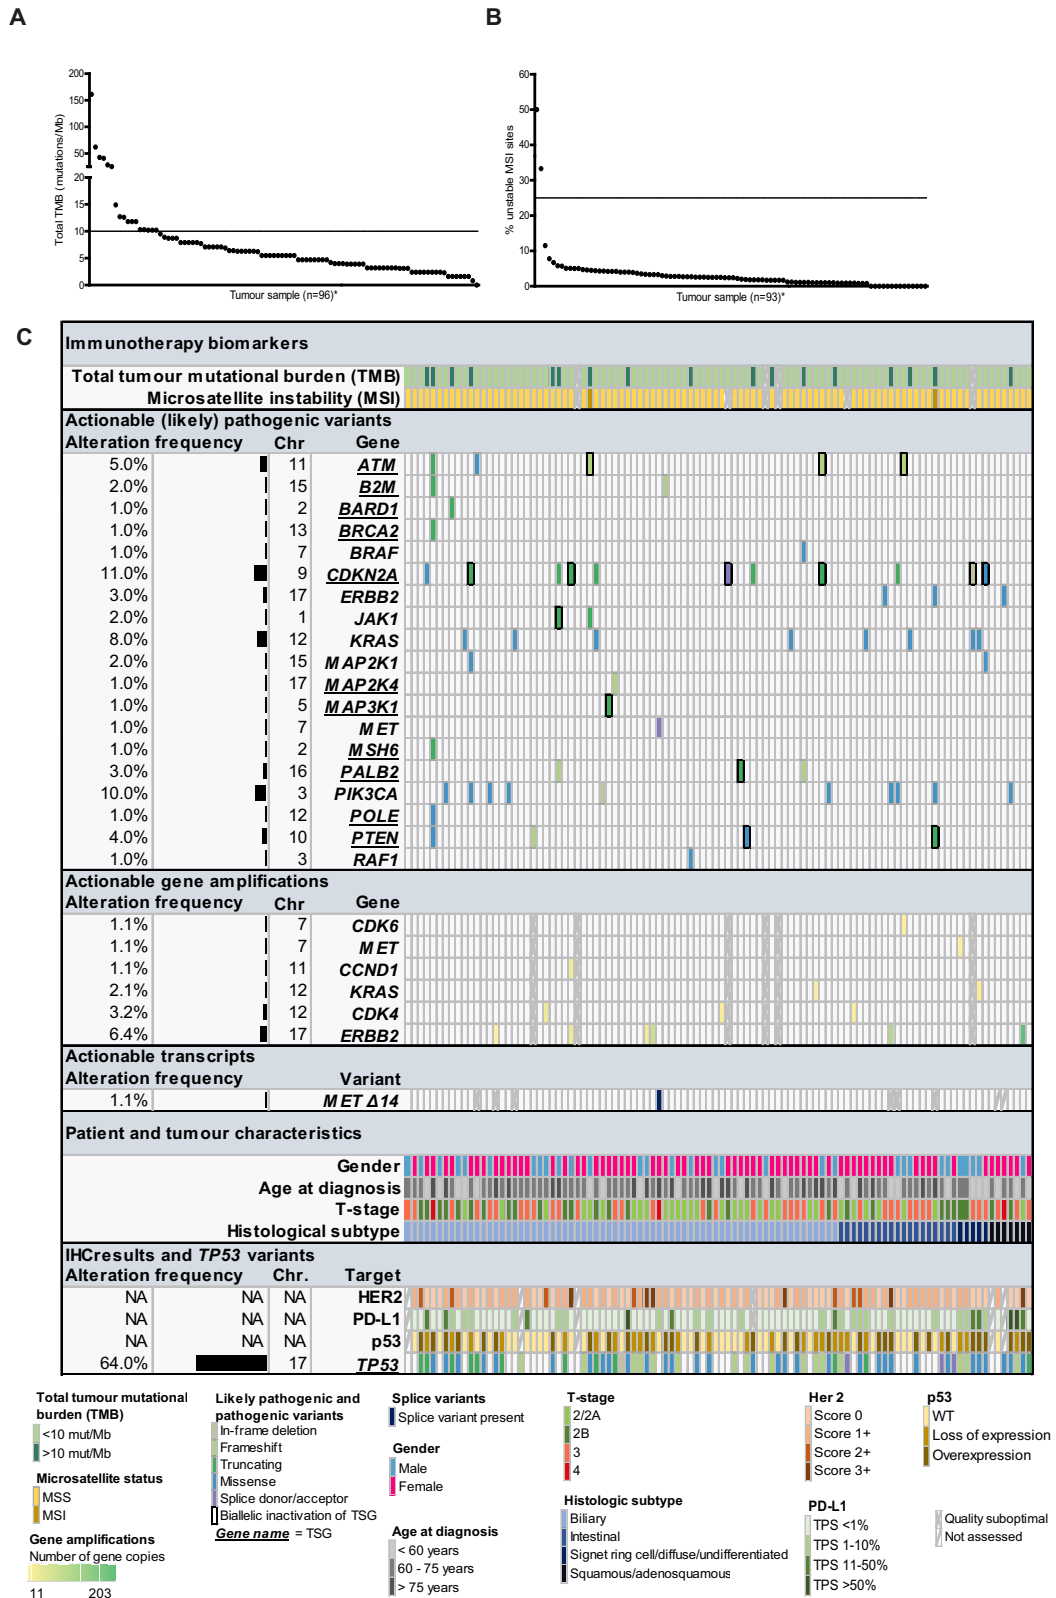 A
B
200
150
100
50
20
15
10
5
0
Total TMB (mutations/Mb)
Tumour sample (n=96)*
60
50
40
30
20
10
0
% unstable MSI sites
Tumour sample (n=93)*
C
Immunotherapy biomarkers
Total tumour mutational burden (TMB)
Microsatellite instability (MSI)
Actionable (likely) pathogenic variants
Alteration frequency Chr Gene
5.0% 11 ATM
2.0% 15 B2M
1.0% 2 BARD1
1.0% 13 BRCA2
1.0% 7 BRAF
11.0% 9 CDKN2A
3.0% 17 ERBB2
2.0% 1 JAK1
8.0% 12 KRAS
2.0% 15 MAP2K1
1.0% 17 MAP2K4
1.0% 5 MAP3K1
1.0% 7 MET
1.0% 2 MSH6
3.0% 16 PALB2
10.0% 3 PIK3CA
1.0% 12 POLE
4.0% 10 PTEN
1.0% 3 RAF1
Actionable gene amplifications
Alteration frequency Chr Gene
1.1% 7 CDK6
1.1% 7 MET
1.1% 11 CCND1
2.1% 12 KRAS
3.2% 12 CDK4
6.4% 17 ERBB2
Actionable transcripts
Alteration frequency Variant
1.1% MET Δ14
Patient and tumour characteristics
Gender
Age at diagnosis
T-stage
Histological subtype
IHCresults and TP53 variants
Alteration frequency Chr. Target
NA NA NA HER2
NA NA NA PD-L1
NA NA NA p53
64.0% 17 TP53
Total tumour mutational
burden (TMB)
<10 mut/Mb
>10 mut/Mb
Microsatellite status
MSS
MSI
Gene amplifications
Number of gene copies
11 203
Likely pathogenic and
pathogenic variants
In-frame deletion
Frameshift
Truncating
Missense
Splice donor/acceptor
Biallelic inactivation of TSG
Gene name = TSG
Splice variants
Splice variant present
Gender
Male
Female
Age at diagnosis
< 60 years
60 - 75 years
> 75 years
T-stage
2/2A
2B
3
4
Histologic subtype
Biliary
Intestinal
Signet ring cell/diffuse/undifferentiated
Squamous/adenosquamous
Her 2
Score 0
Score 1+
Score 2+
Score 3+
PD-L1
TPS <1%
TPS 1-10%
TPS 11-50%
TPS >50%
p53
WT
Loss of expression
Overexpression
Quality suboptimal
Not assessed